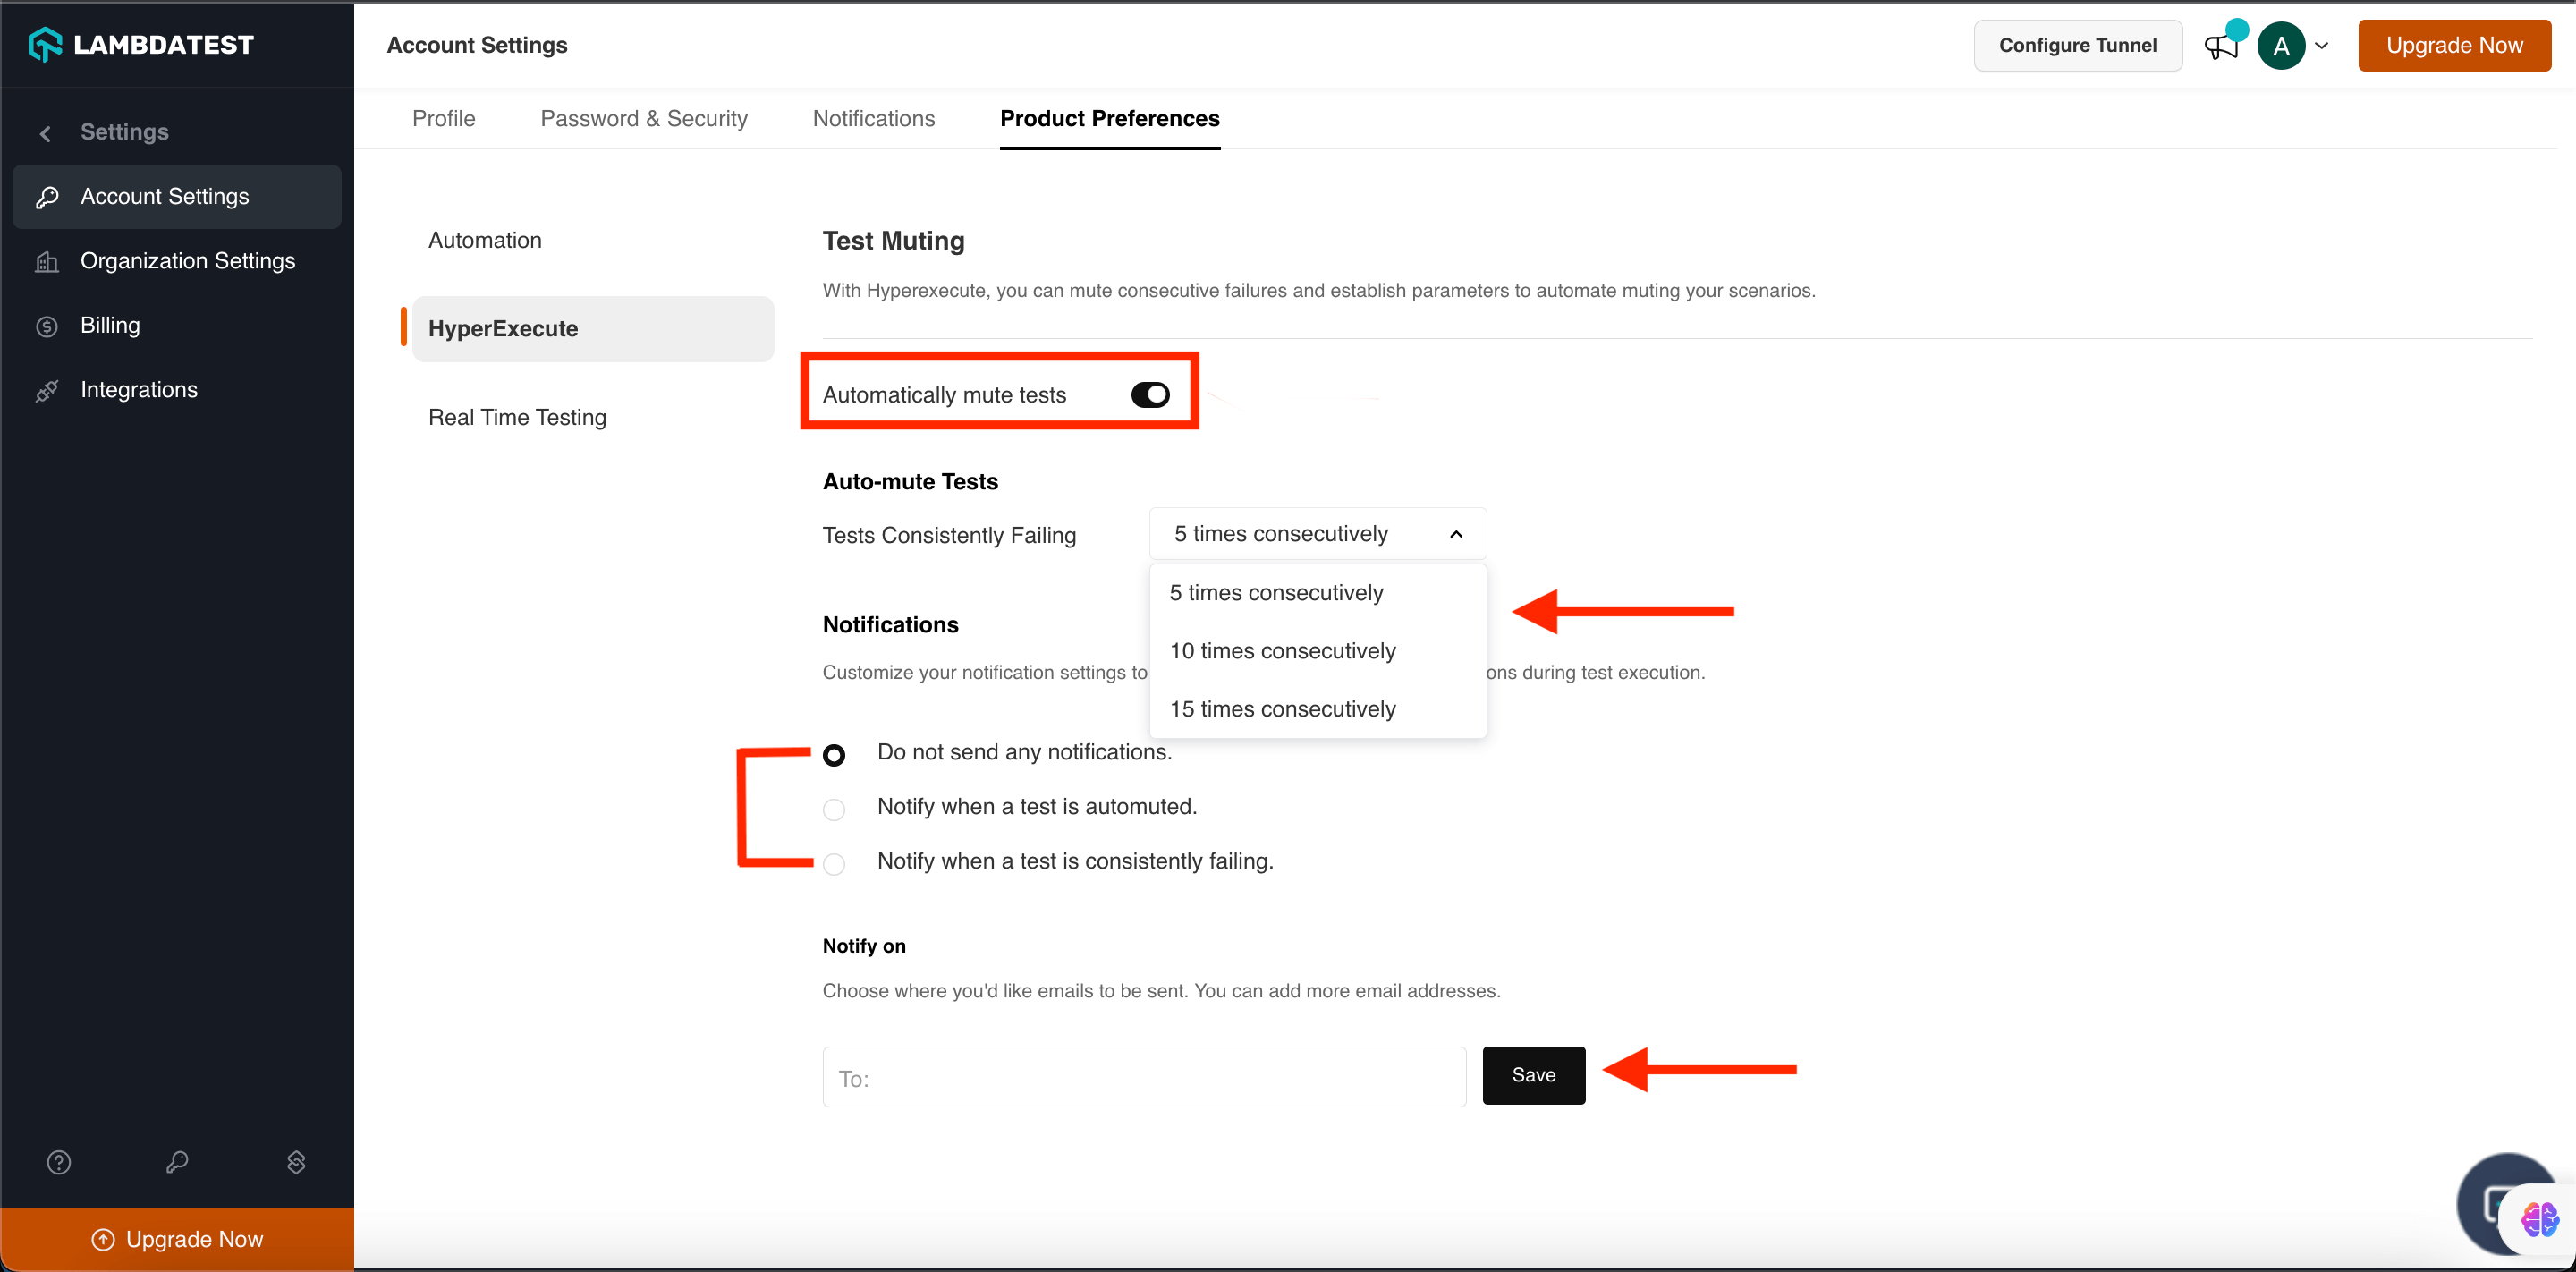 LAMBDATEST
Account Settings
Configure Tunnel
A
Upgrade Now
Settings
Account Settings
Organization Settings
Billing
Integrations
Profile
Password & Security
Notifications
Product Preferences
Automation
HyperExecute
Real Time Testing
Test Muting
With Hyperexecute, you can mute consecutive failures and establish parameters to automate muting your scenarios.
Automatically mute tests
Auto-mute Tests
Tests Consistently Failing
5 times consecutively
5 times consecutively
10 times consecutively
15 times consecutively
Notifications
Customize your notification settings to
ons during test execution.
Do not send any notifications.
Notify when a test is automuted.
Notify when a test is consistently failing.
Notify on
Choose where you'd like emails to be sent. You can add more email addresses.
To:
Save
Upgrade Now